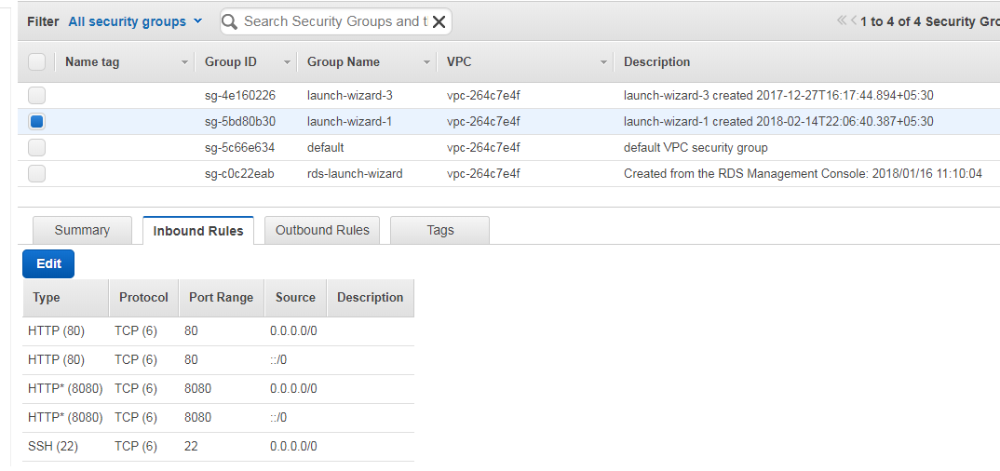 Filter All security groups Search Security Groups and t 1 to 4 of 4 Security Gro
Name tag Group ID Group Name VPC Description
sg-4e160226 launch-wizard-3 vpc-264c7e4f launch-wizard-3 created 2017-12-27T16:17:44.894+05:30
sg-5bd80b30 launch-wizard-1 vpc-264c7e4f launch-wizard-1 created 2018-02-14T22:06:40.387+05:30
sg-5c66e634 default vpc-264c7e4f default VPC security group
sg-c0c22eab rds-launch-wizard vpc-264c7e4f Created from the RDS Management Console: 2018/01/16 11:10:04
Summary Inbound Rules Outbound Rules Tags
Edit
Type Protocol Port Range Source Description
HTTP (80) TCP (6) 80 0.0.0.0/0
HTTP (80) TCP (6) 80 ::/0
HTTP* (8080) TCP (6) 8080 0.0.0.0/0
HTTP* (8080) TCP (6) 8080 ::/0
SSH (22) TCP (6) 22 0.0.0.0/0